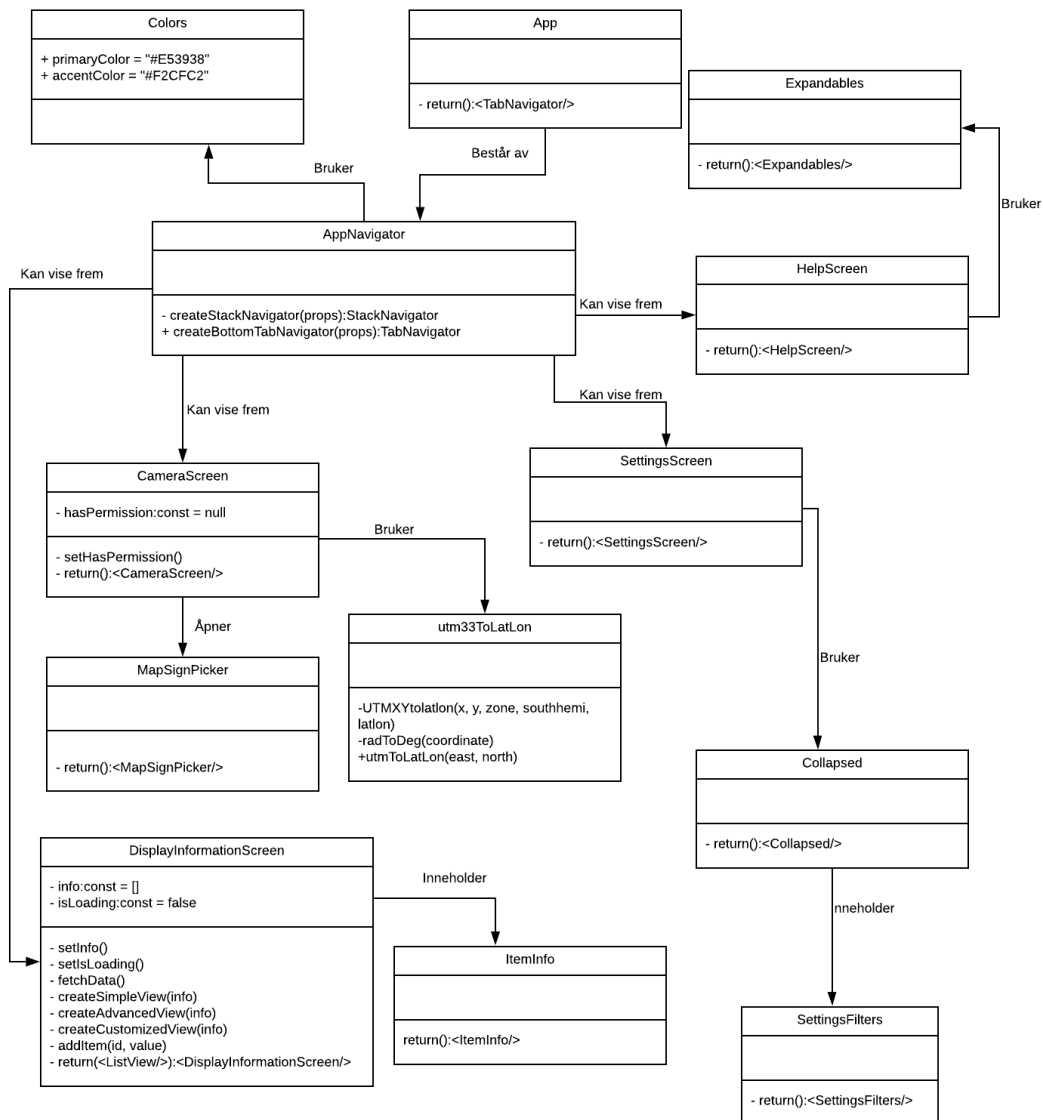 Colors
+ primaryColor = "#E53938"
+ accentColor = "#F2CFC2"
App
- return():<TabNavigator/>
Expandables
- return():<Expandables/>
Består av
Bruker
Bruker
AppNavigator
- createStackNavigator(props):StackNavigator
+ createBottomTabNavigator(props):TabNavigator
Kan vise frem
Kan vise frem
HelpScreen
- return():<HelpScreen/>
Kan vise frem
Kan vise frem
CameraScreen
- hasPermission:const = null
- setHasPermission()
- return():<CameraScreen/>
Bruker
SettingsScreen
- return():<SettingsScreen/>
Åpner
MapSignPicker
- return():<MapSignPicker/>
utm33ToLatLon
-UTMXYtolatlon(x, y, zone, southhemi,
latlon)
-radToDeg(coordinate)
+utmToLatLon(east, north)
Bruker
Collapsed
- return():<Collapsed/>
DisplayInformationScreen
- info:const = []
- isLoading:const = false
- setInfo()
- setIsLoading()
- fetchData()
- createSimpleView(info)
- createAdvancedView(info)
- createCustomizedView(info)
- addItem(id, value)
- return(<ListView/>):<DisplayInformationScreen/>
Inneholder
ItemInfo
return():<ItemInfo/>
nneholder
SettingsFilters
- return():<SettingsFilters/>